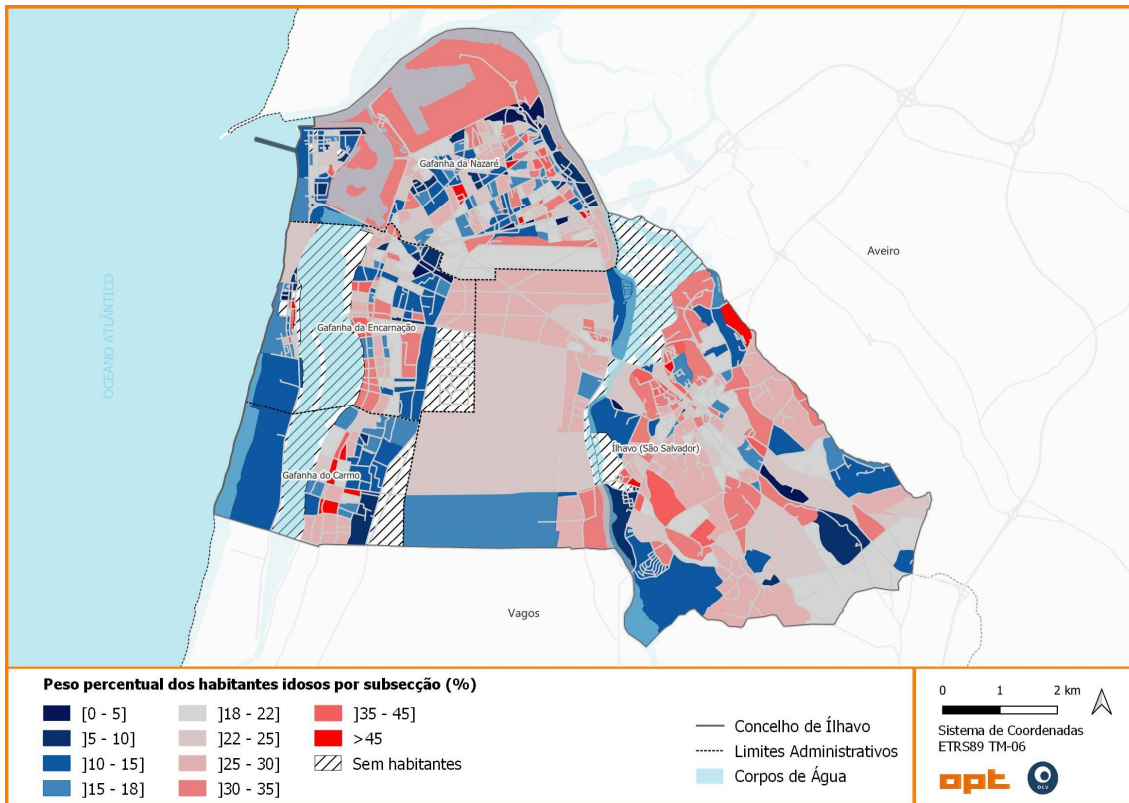 Gafanha da Nazaré
Aveiro
OCEANO ATLÂNTICO
Gafanha da Encarnação
Ílhavo (São Salvador)
Gafanha do Carmo
Vagos
Peso percentual dos habitantes idosos por subsecção (%)
[0 - 5]
]5 - 10]
]10 - 15]
]15 - 18]
]18 - 22]
]22 - 25]
]25 - 30]
]30 - 35]
]35 - 45]
>45
Sem habitantes
Concelho de Ílhavo
Limites Administrativos
Corpos de Água
0 1 2 km
Sistema de Coordenadas
ETRS89 TM-06
opt
OLV